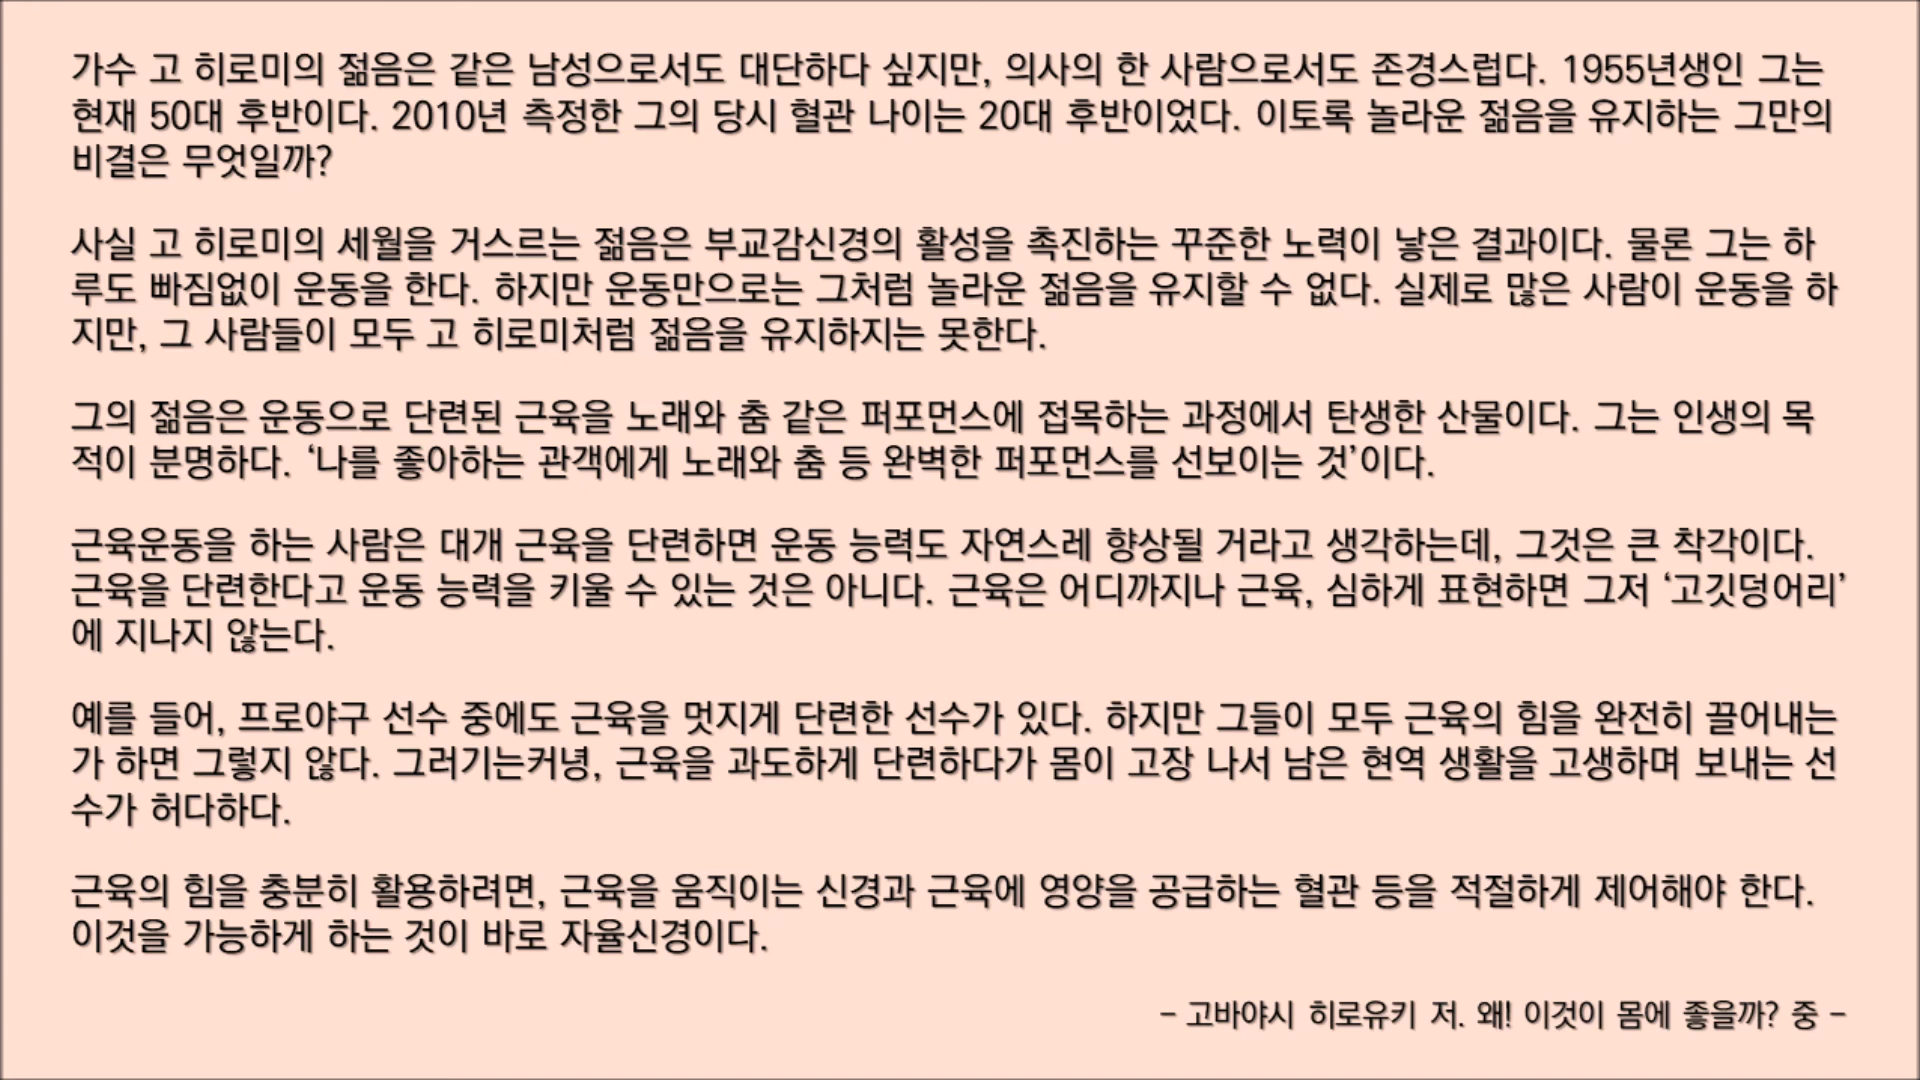 가수 고 히로미의 젊음은 같은 남성으로서도 대단하다 싶지만, 의사의 한 사람으로서도 존경스럽다. 1955년생인 그는
현재 50대 후반이다. 2010년 측정한 그의 당시 혈관 나이는 20대 후반이었다. 이토록 놀라운 젊음을 유지하는 그만의
비결은 무엇일까?
사실 고 히로미의 세월을 거스르는 젊음은 부교감신경의 활성을 촉진하는 꾸준한 노력이 낳은 결과이다. 물론 그는 하
루도 빠짐없이 운동을 한다. 하지만 운동만으로는 그처럼 놀라운 젊음을 유지할 수 없다. 실제로 많은 사람이 운동을 하
지만, 그 사람들이 모두 고 히로미처럼 젊음을 유지하지는 못한다.
그의 젊음은 운동으로 단련된 근육을 노래와 춤 같은 퍼포먼스에 접목하는 과정에서 탄생한 산물이다. 그는 인생의 목
적이 분명하다. ‘나를 좋아하는 관객에게 노래와 춤 등 완벽한 퍼포먼스를 선보이는 것’이다.
근육운동을 하는 사람은 대개 근육을 단련하면 운동 능력도 자연스레 향상될 거라고 생각하는데, 그것은 큰 착각이다.
근육을 단련한다고 운동 능력을 키울 수 있는 것은 아니다. 근육은 어디까지나 근육, 심하게 표현하면 그저 ‘고깃덩어리’
에 지나지 않는다.
예를 들어, 프로야구 선수 중에도 근육을 멋지게 단련한 선수가 있다. 하지만 그들이 모두 근육의 힘을 완전히 끌어내는
가 하면 그렇지 않다. 그러기는커녕, 근육을 과도하게 단련하다가 몸이 고장 나서 남은 현역 생활을 고생하며 보내는 선
수가 허다하다.
근육의 힘을 충분히 활용하려면, 근육을 움직이는 신경과 근육에 영양을 공급하는 혈관 등을 적절하게 제어해야 한다.
이것을 가능하게 하는 것이 바로 자율신경이다.
- 고바야시 히로유키 저. 왜! 이것이 몸에 좋을까? 중 -